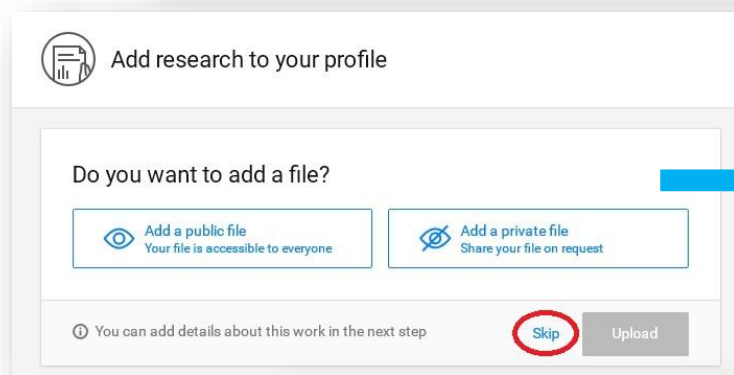 Add research to your profile
Do you want to add a file?
Add a public file
Your file is accessible to everyone
Add a private file
Share your file on request
You can add details about this work in the next step
Skip
Upload